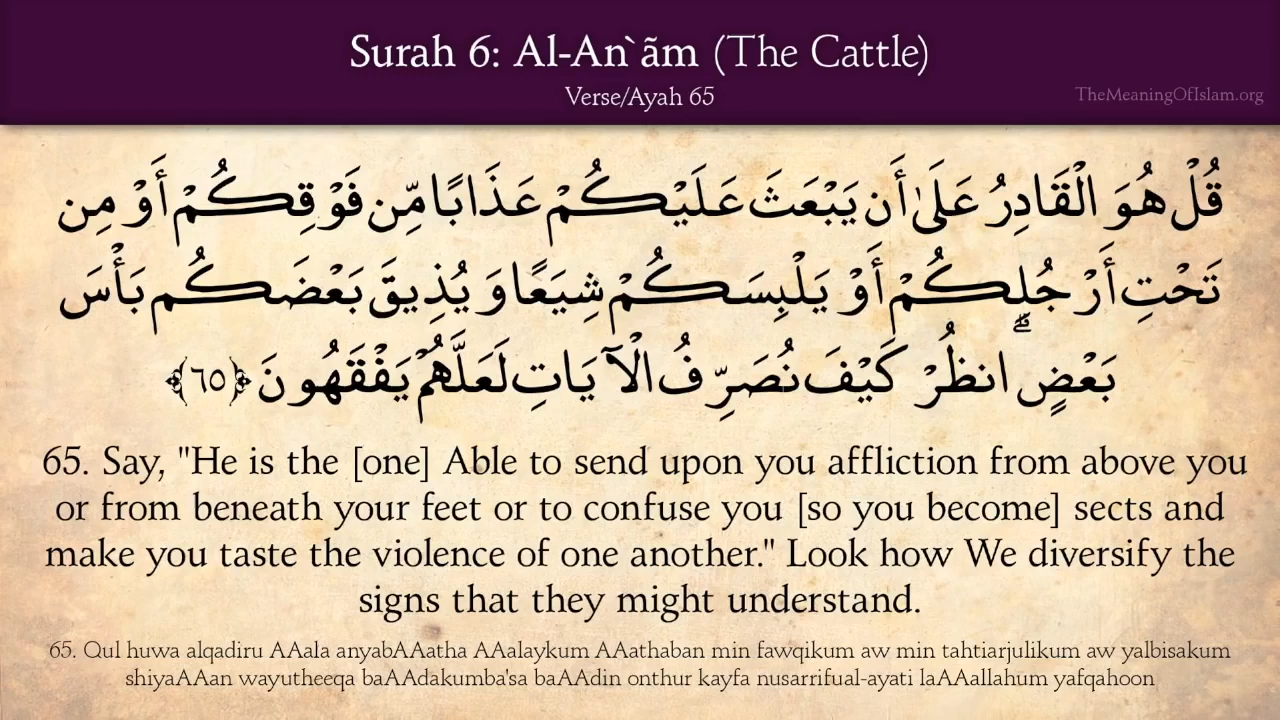 Surah 6: Al-An`ãm (The Cattle)
Verse/Ayah 65
TheMeaningOfIslam.org
قُلْ هُوَ الْقَادِرُ عَلَىٰ أَن يَبْعَثَ عَلَيْكُمْ عَذَابًا مِّن فَوْقِكُمْ أَوْ مِن
تَحْتِ أَرْجُلِكُمْ أَوْ يَلْبِسَكُمْ شِيَعًا وَيُذِيقَ بَعْضَكُم بَأْسَ
بَعْضٍ ۗ انظُرْ كَيْفَ نُصَرِّفُ الْآيَاتِ لَعَلَّهُمْ يَفْقَهُونَ ﴿٦٥﴾
65. Say, "He is the [one] Able to send upon you affliction from above you
or from beneath your feet or to confuse you [so you become] sects and
make you taste the violence of one another." Look how We diversify the
signs that they might understand.
65. Qul huwa alqadiru AAala anyabAAatha AAalaykum AAathaban min fawqikum aw min tahtiarjulikum aw yalbisakum
shiyaAAan wayutheeqa baAAdakumba'sa baAAdin onthur kayfa nusarrifual-ayati laAAallahum yafqahoon